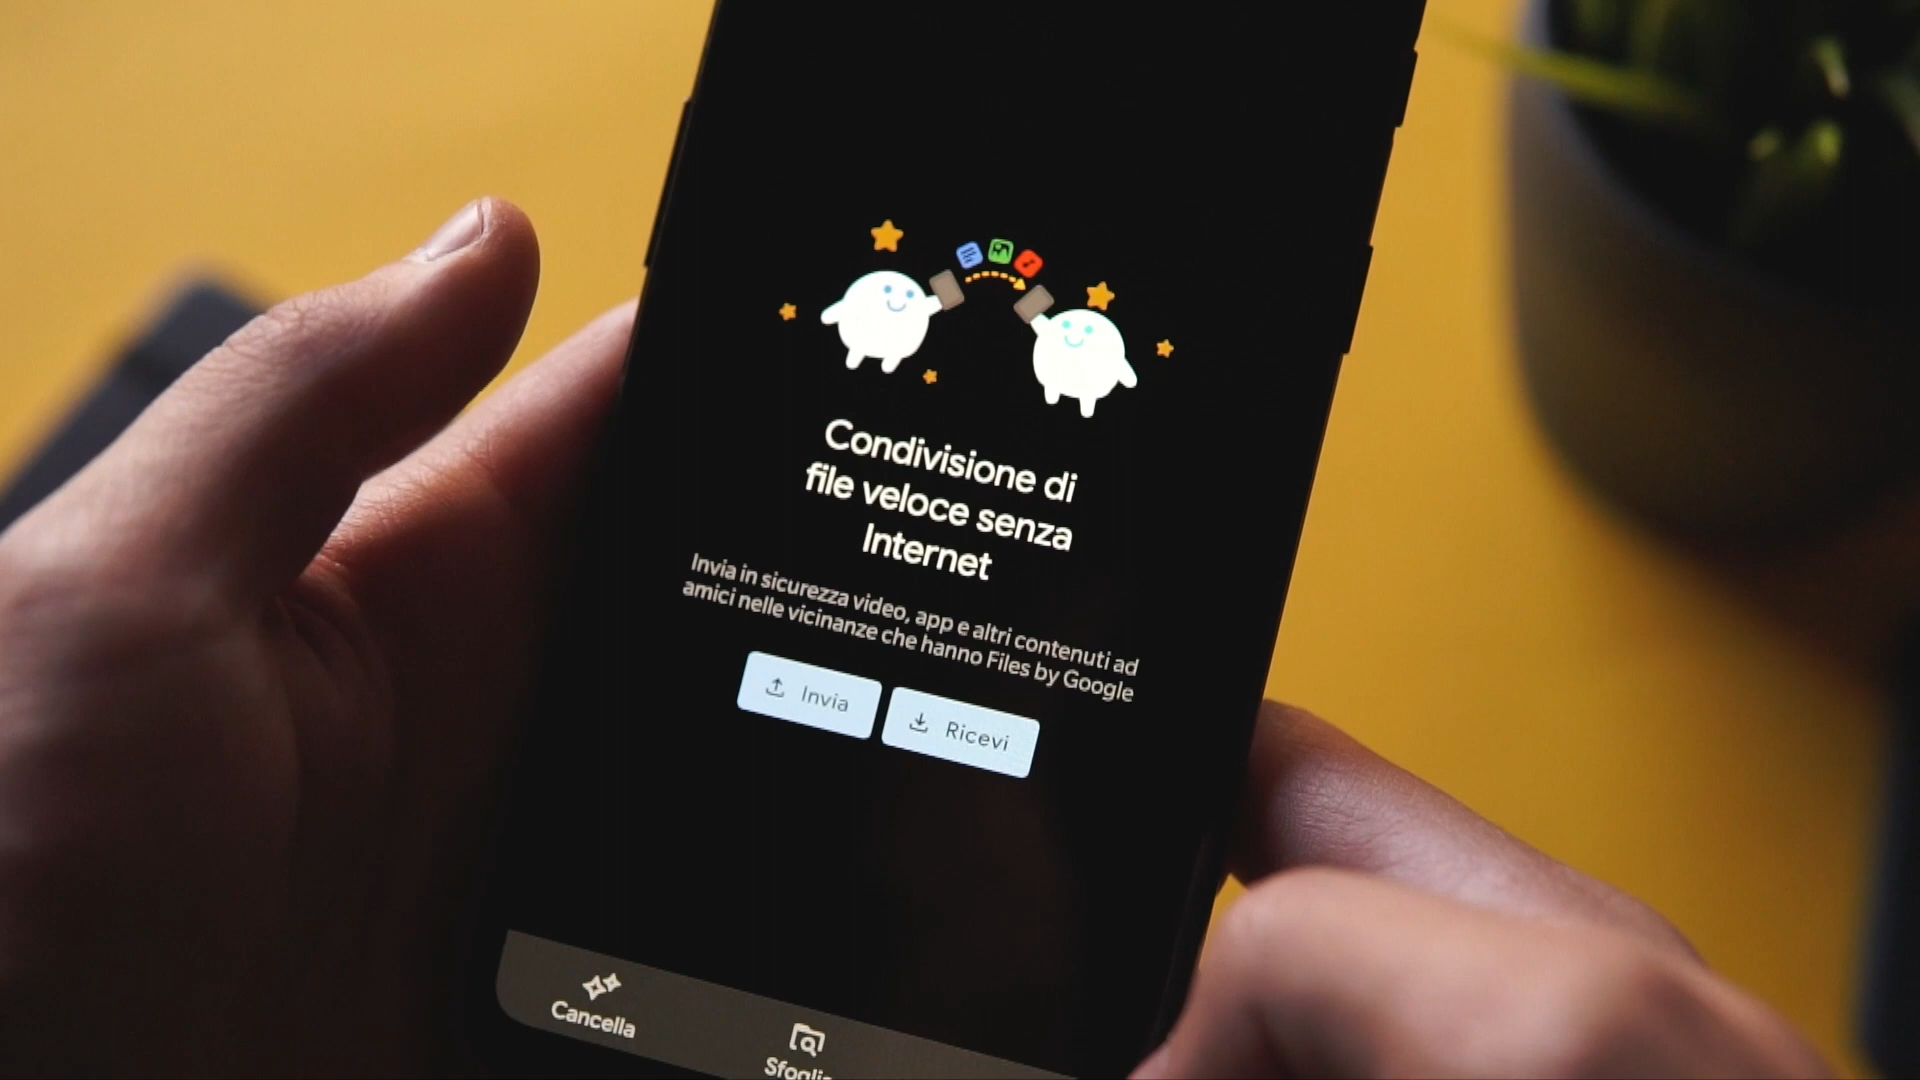 Condivisione di
file veloce senza
Internet
Invia in sicurezza video, app e altri contenuti ad
amici nelle vicinanze che hanno Files by Google
Invia
Ricevi
Cancella